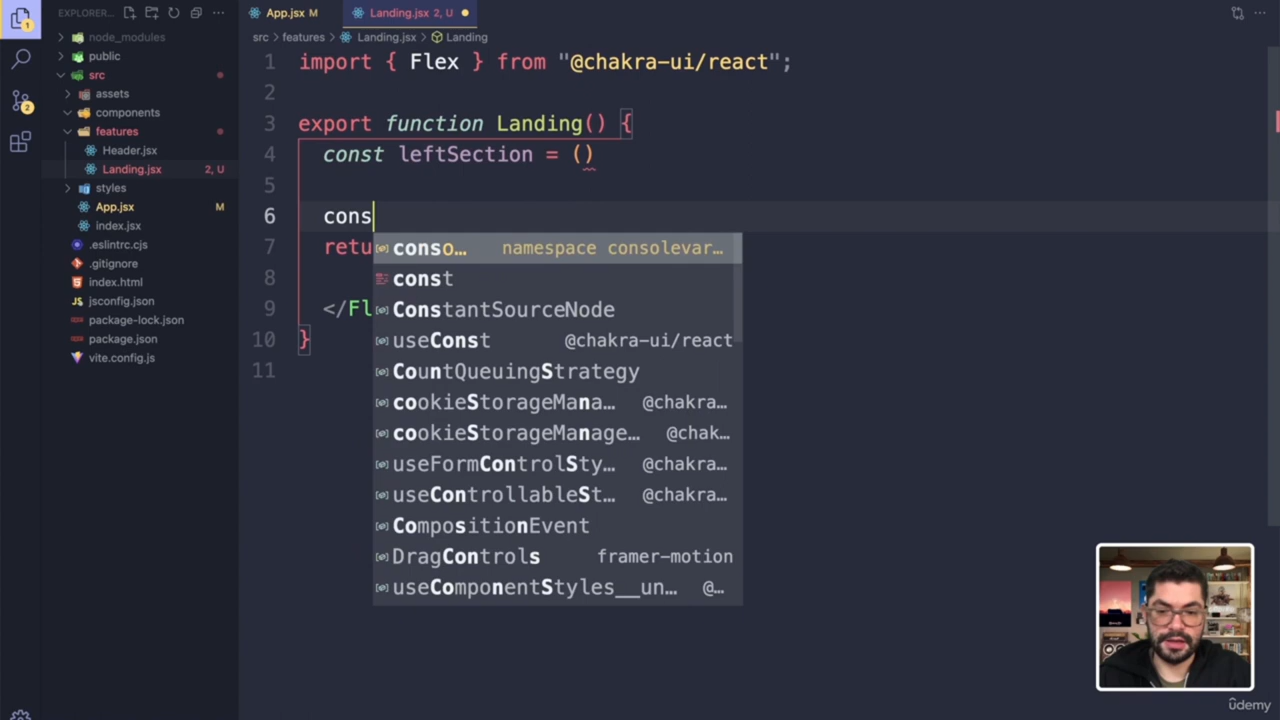 EXPLORER...
App.jsx M
Landing.jsx 2, U
node_modules
public
src
assets
components
features
Header.jsx
Landing.jsx 2, U
styles
App.jsx M
index.jsx
.eslintrc.cjs
.gitignore
index.html
jsconfig.json
package-lock.json
package.json
vite.config.js
1
2
src > features > Landing.jsx > Landing
1 import { Flex } from "@chakra-ui/react";
2
3 export function Landing() {
4 const leftSection = ()
5
6 cons
7 retu
8
9 </Fl
10 }
11
conso… namespace consolevar…
const
ConstantSourceNode
useConst @chakra-ui/react
CountQueuingStrategy
cookieStorageMana… @chakra…
cookieStorageManage… @chak…
useFormControlSty… @chakra…
useControllableSt… @chakra…
CompositionEvent
DragControls framer-motion
useComponentStyles__un… @…
ûdemy